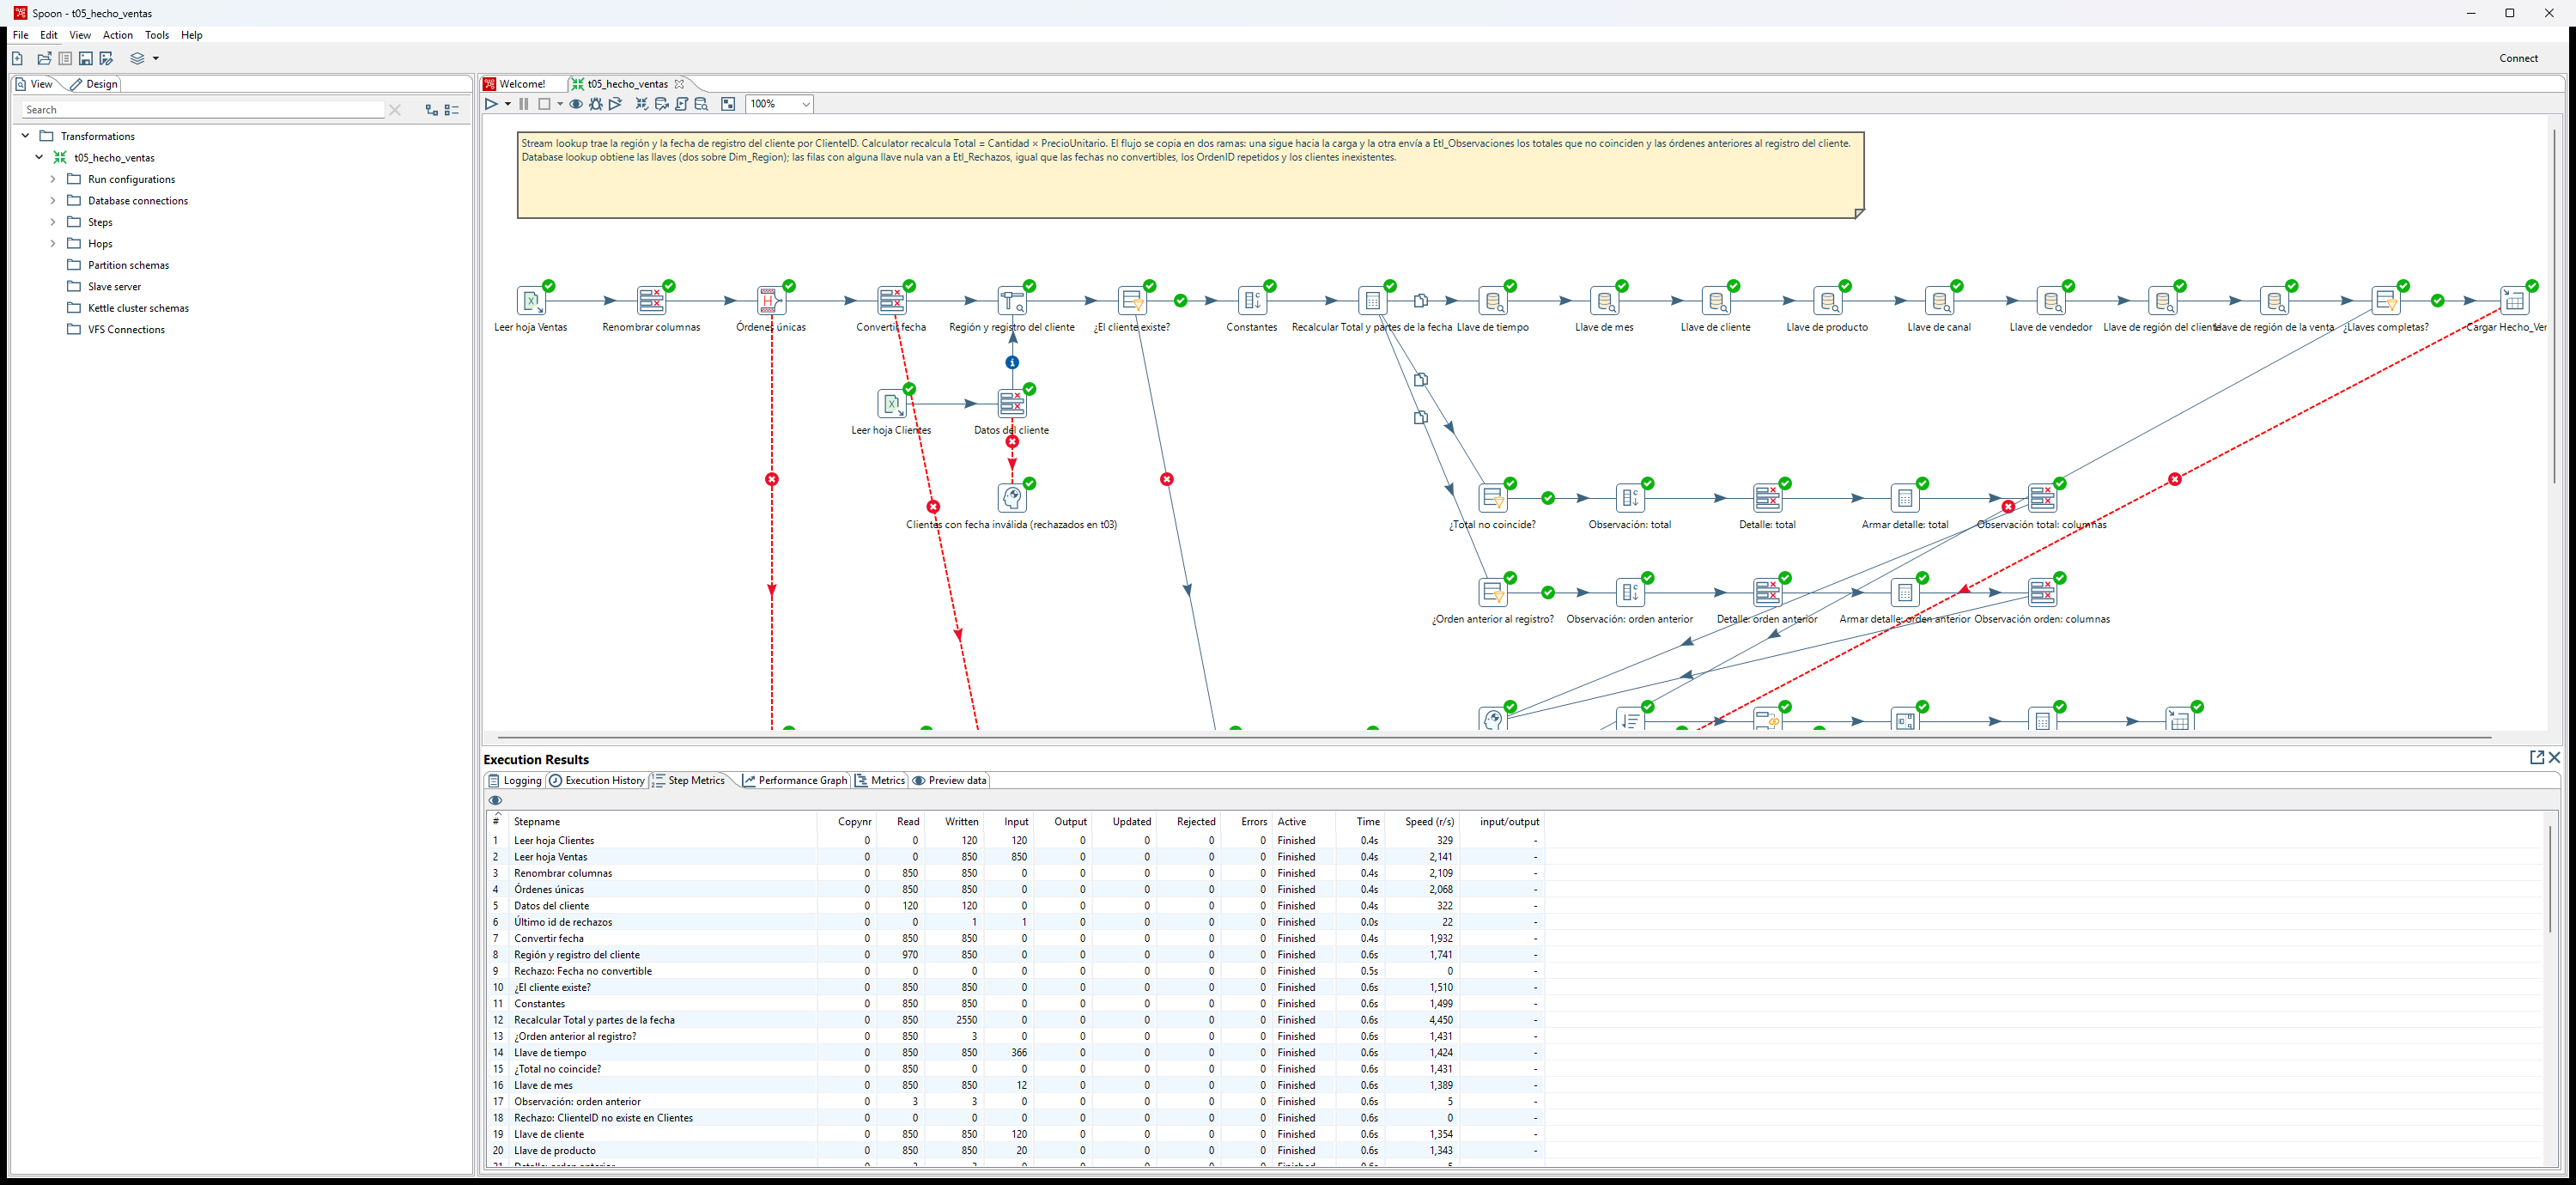 Spoon - t05_hecho_ventas
File Edit View Action Tools Help
Connect
View Design
Search
Transformations
t05_hecho_ventas
Run configurations
Database connections
Steps
Hops
Partition schemas
Slave server
Kettle cluster schemas
VFS Connections
Welcome! t05_hecho_ventas
100%
Stream lookup trae la región y la fecha de registro del cliente por ClienteID. Calculator recalcula Total = Cantidad × PrecioUnitario. El flujo se copia en dos ramas: una sigue hacia la carga y la otra envía a Etl_Observaciones los totales que no coinciden y las órdenes anteriores al registro del cliente.
Database lookup obtiene las llaves (dos sobre Dim_Region); las filas con alguna llave nula van a Etl_Rechazos, igual que las fechas no convertibles, los OrdenID repetidos y los clientes inexistentes.
Leer hoja Ventas Renombrar columnas Órdenes únicas Convertir fecha Región y registro del cliente ¿El cliente existe? Constantes Recalcular Total y partes de la fecha Llave de tiempo Llave de mes Llave de cliente Llave de producto Llave de canal Llave de vendedor Llave de región del cliente Llave de región de la venta ¿Llaves completas? Cargar Hecho_Ven
Leer hoja Clientes Datos del cliente
Clientes con fecha inválida (rechazados en t03) ¿Total no coincide? Observación: total Detalle: total Armar detalle: total Observación total: columnas
¿Orden anterior al registro? Observación: orden anterior Detalle: orden anterior Armar detalle: orden anterior Observación orden: columnas
Execution Results
Logging Execution History Step Metrics Performance Graph Metrics Preview data
# Stepname Copynr Read Written Input Output Updated Rejected Errors Active Time Speed (r/s) input/output
1 Leer hoja Clientes 0 0 120 120 0 0 0 0 Finished 0.4s 329 -
2 Leer hoja Ventas 0 0 850 850 0 0 0 0 Finished 0.4s 2,141 -
3 Renombrar columnas 0 850 850 0 0 0 0 0 Finished 0.4s 2,109 -
4 Órdenes únicas 0 850 850 0 0 0 0 0 Finished 0.4s 2,068 -
5 Datos del cliente 0 120 120 0 0 0 0 0 Finished 0.4s 322 -
6 Último id de rechazos 0 0 1 1 0 0 0 0 Finished 0.0s 22 -
7 Convertir fecha 0 850 850 0 0 0 0 0 Finished 0.4s 1,932 -
8 Región y registro del cliente 0 970 850 0 0 0 0 0 Finished 0.6s 1,741 -
9 Rechazo: Fecha no convertible 0 0 0 0 0 0 0 0 Finished 0.5s 0 -
10 ¿El cliente existe? 0 850 850 0 0 0 0 0 Finished 0.6s 1,510 -
11 Constantes 0 850 850 0 0 0 0 0 Finished 0.6s 1,499 -
12 Recalcular Total y partes de la fecha 0 850 2550 0 0 0 0 0 Finished 0.6s 4,450 -
13 ¿Orden anterior al registro? 0 850 3 0 0 0 0 0 Finished 0.6s 1,431 -
14 Llave de tiempo 0 850 850 366 0 0 0 0 Finished 0.6s 1,424 -
15 ¿Total no coincide? 0 850 0 0 0 0 0 0 Finished 0.6s 1,431 -
16 Llave de mes 0 850 850 12 0 0 0 0 Finished 0.6s 1,389 -
17 Observación: orden anterior 0 3 3 0 0 0 0 0 Finished 0.6s 5 -
18 Rechazo: ClienteID no existe en Clientes 0 0 0 0 0 0 0 0 Finished 0.6s 0 -
19 Llave de cliente 0 850 850 120 0 0 0 0 Finished 0.6s 1,354 -
20 Llave de producto 0 850 850 20 0 0 0 0 Finished 0.6s 1,343 -